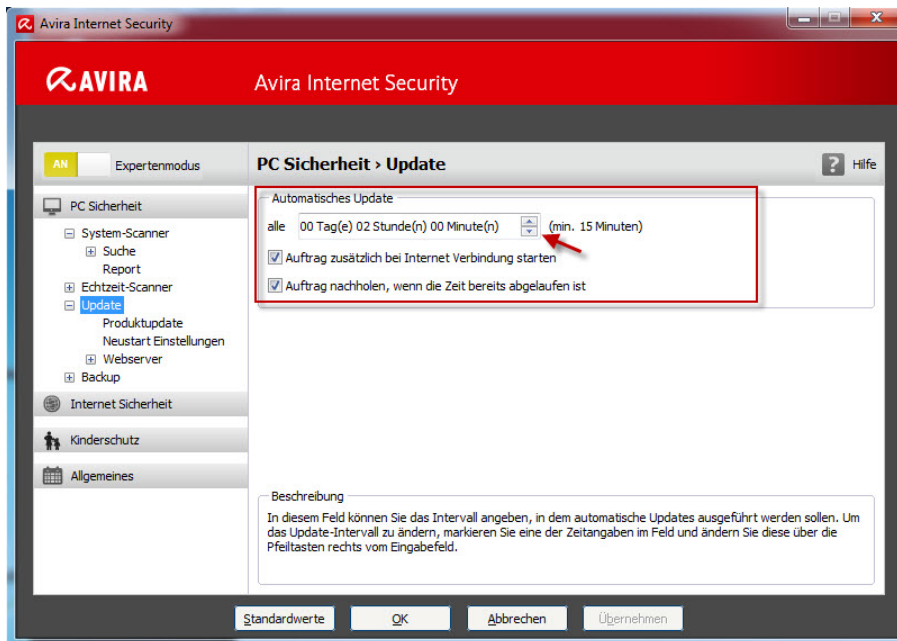 Avira Internet Security
AVIRA
Avira Internet Security
AN
Expertenmodus
PC Sicherheit
System-Scanner
Suche
Report
Echtzeit-Scanner
Update
Produktupdate
Neustart Einstellungen
Webserver
Backup
Internet Sicherheit
Kinderschutz
Allgemeines
PC Sicherheit › Update
? Hilfe
Automatisches Update
alle 00 Tag(e) 02 Stunde(n) 00 Minute(n) (min. 15 Minuten)
Auftrag zusätzlich bei Internet Verbindung starten
Auftrag nachholen, wenn die Zeit bereits abgelaufen ist
Beschreibung
In diesem Feld können Sie das Intervall angeben, in dem automatische Updates ausgeführt werden sollen. Um
das Update-Intervall zu ändern, markieren Sie eine der Zeitangaben im Feld und ändern Sie diese über die
Pfeiltasten rechts vom Eingabefeld.
Standardwerte
OK
Abbrechen
Übernehmen